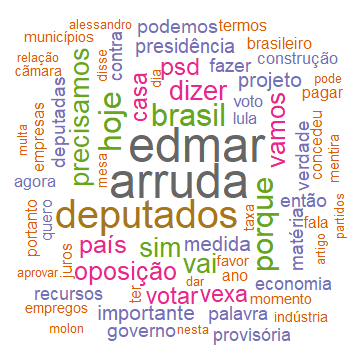 alessandro podemos termos
municípios contra presidência brasileiro
relação câmara disse dia psd fazer construção
deputadas precisamos hoje casa dizer projeto pode
empresas voto pagar
multa mesa brasil lula vamos
agora edmar verdade concedeu mentira
portanto quero arruda porque então
deputados taxa matéria fala partidos
país sim medida artigo
aprovar juros oposição vai favor ano economia
recursos ter votar dar vexa momento
empregos importante palavra indústria
molon governo nesta provisória